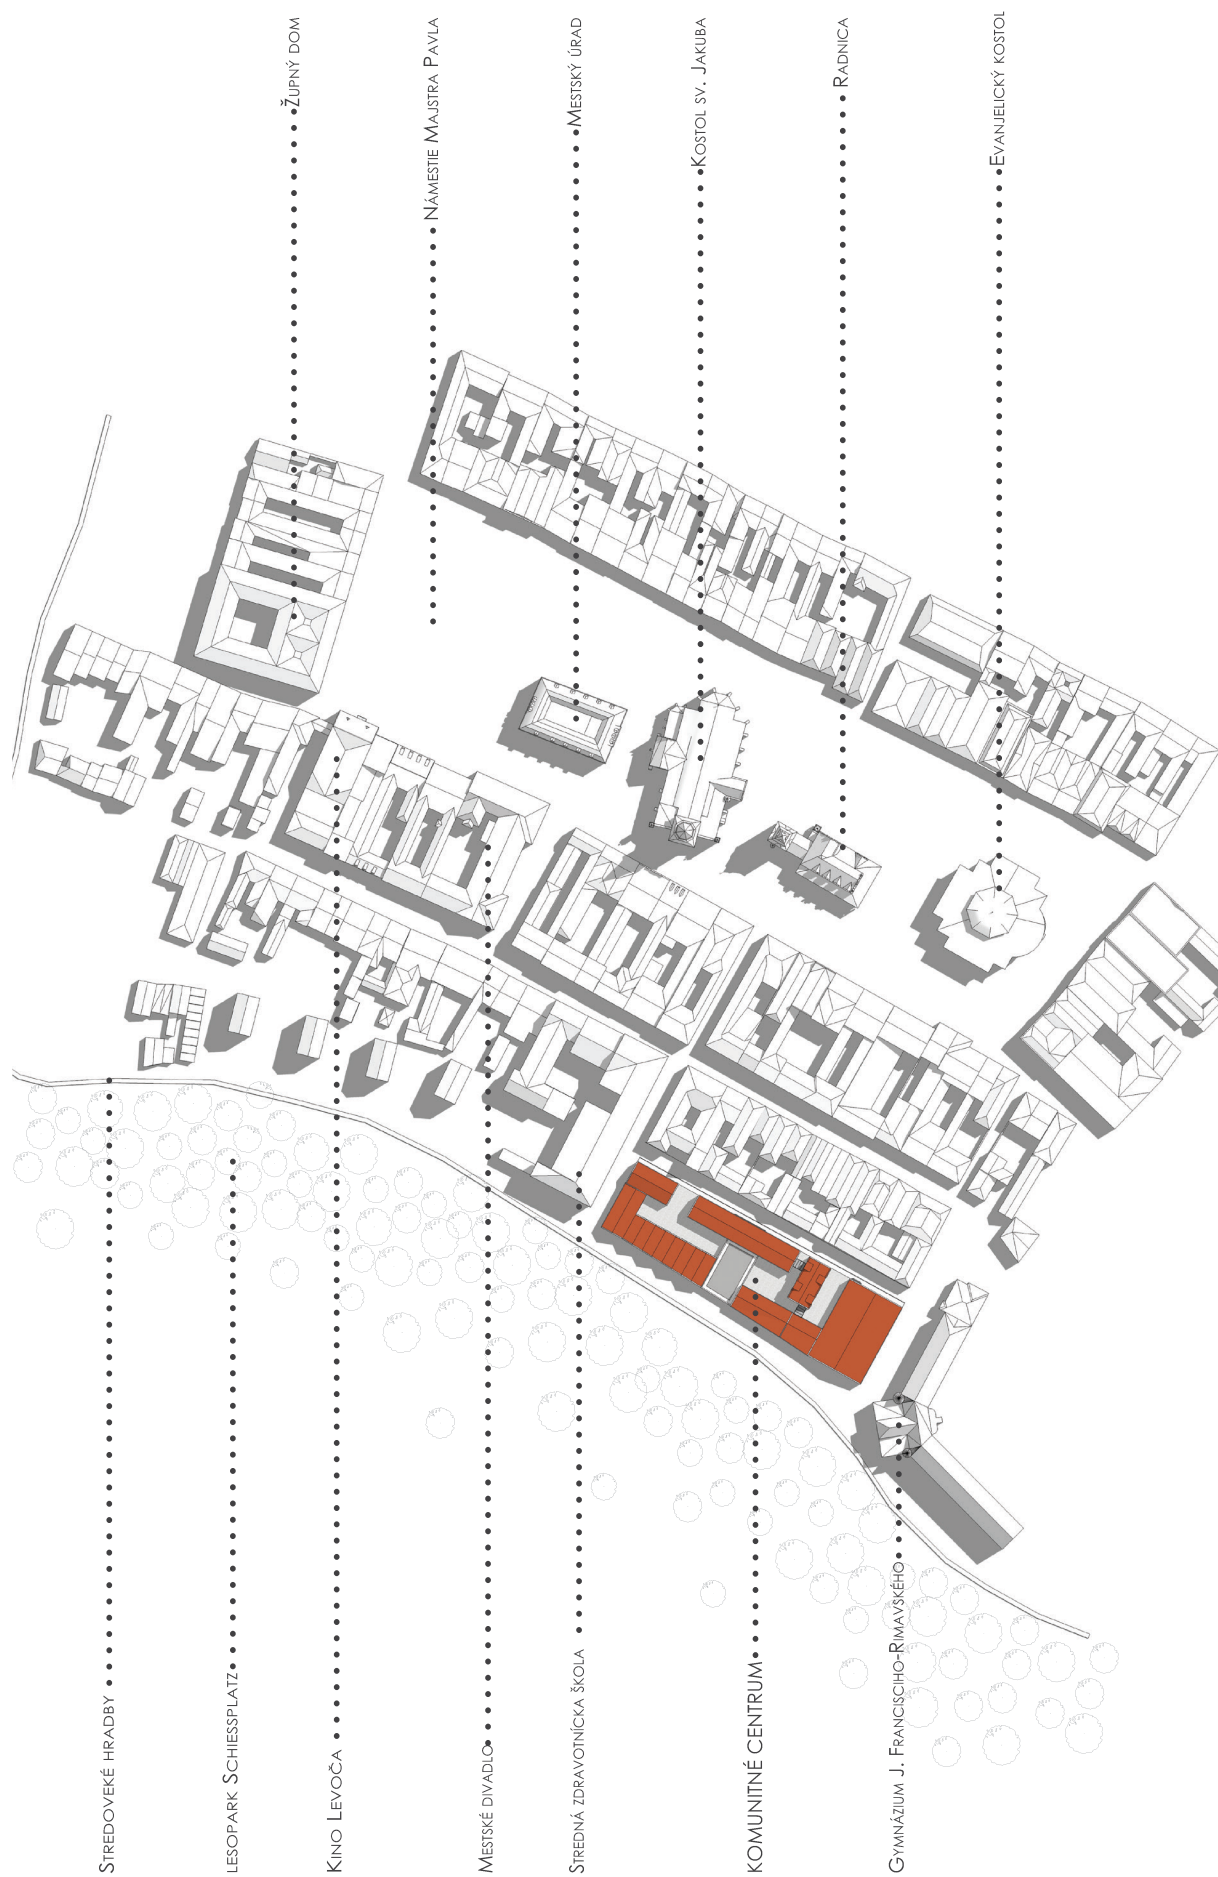 Župný dom
Námestie Majstra Pavla
Mestský úrad
Kostol sv. Jakuba
Radnica
Evanjelický kostol
Stredoveké hradby
lesopark Schiessplatz
Kino Levoča
Mestské divadlo
Stredná zdravotnícka škola
KOMUNITNÉ CENTRUM
Gymnázium J. Francisciho-Rimavského